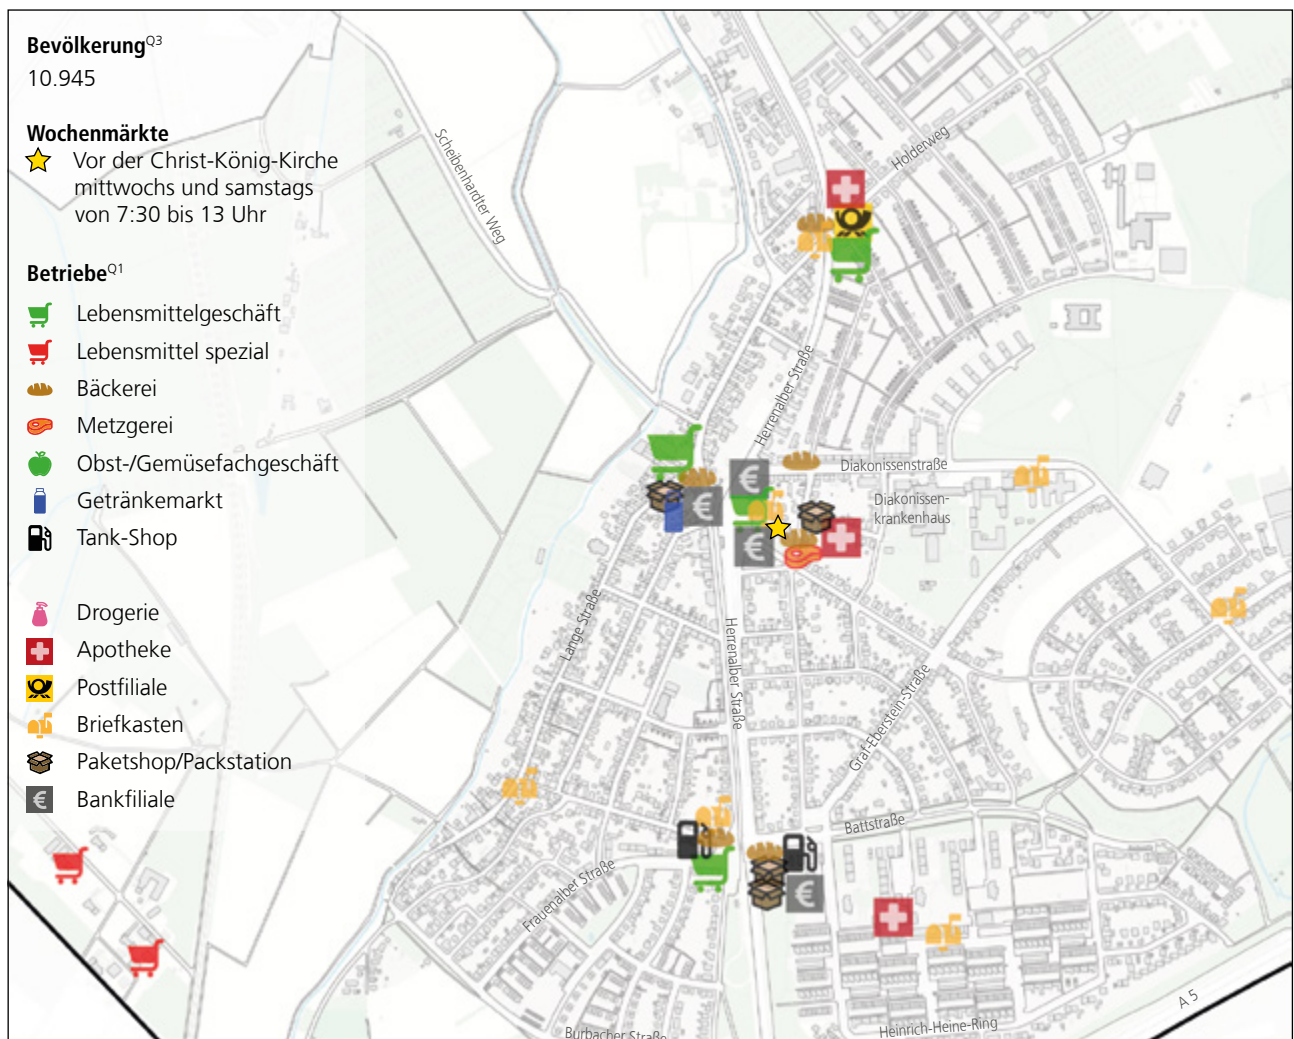 Bevölkerung Q3
10.945
Wochenmärkte
Vor der Christ-König-Kirche
mittwochs und samstags
von 7:30 bis 13 Uhr
Betriebe Q1
Lebensmittelgeschäft
Lebensmittel spezial
Bäckerei
Metzgerei
Obst-/Gemüsefachgeschäft
Getränkemarkt
Tank-Shop
Drogerie
Apotheke
Postfiliale
Briefkasten
Paketshop/Packstation
€ Bankfiliale
Scheibenhardter Weg
Holderweg
Herrenalber Straße
Diakonissenstraße
Diakonissen-
krankenhaus
€
€
€
Lange Straße
Herrenalber Straße
Graf-Eberstein-Straße
Battstraße
Frauenalber Straße
€
A 5
Heinrich-Heine-Ring
Burbacher Straße